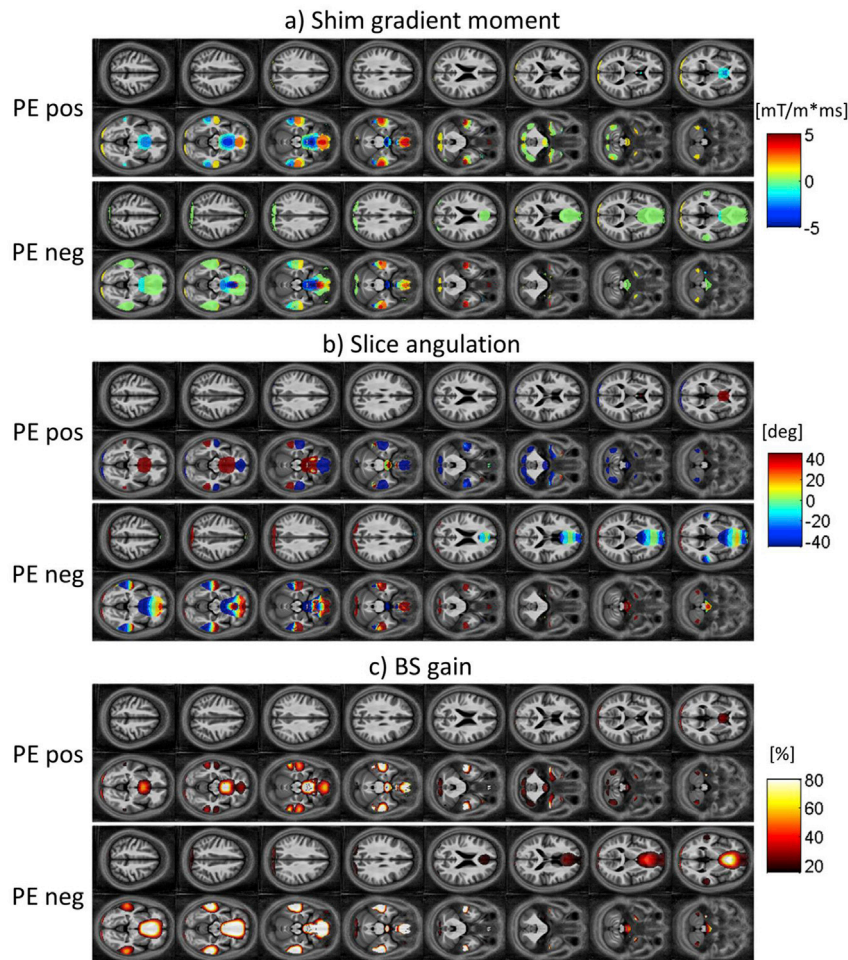 a) Shim gradient moment
PE pos
[mT/m*ms]
5
0
-5
PE neg
b) Slice angulation
PE pos
[deg]
40
20
0
-20
-40
PE neg
c) BS gain
PE pos
[%]
80
60
40
20
PE neg